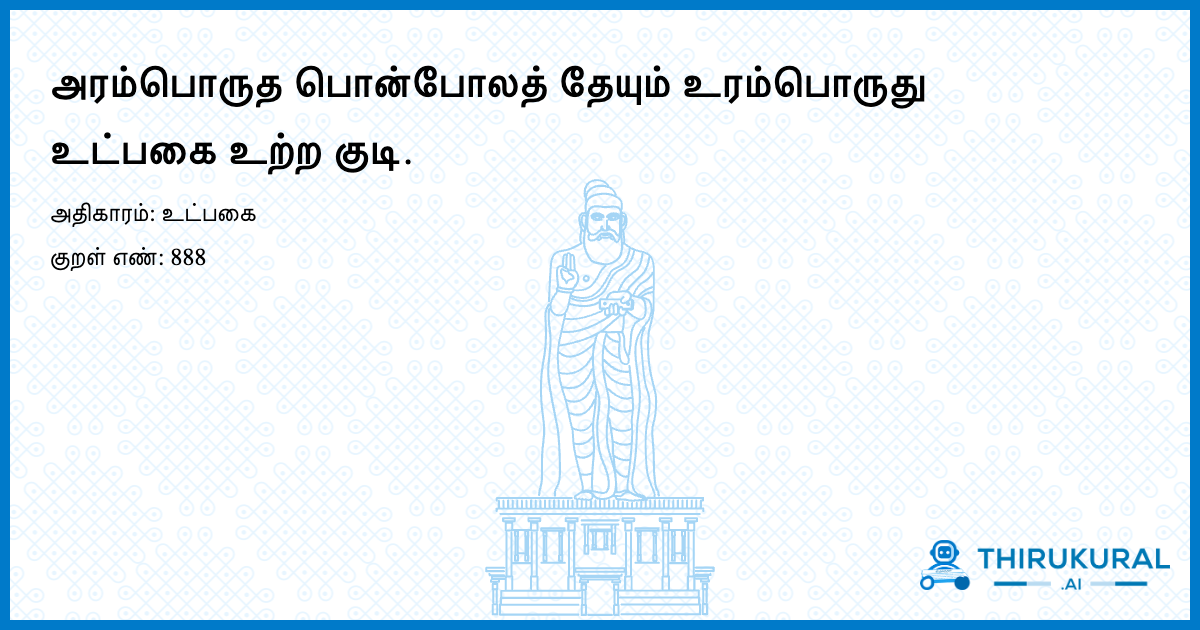 அரம்பொருத பொன்போலத் தேயும் உரம்பொருது
உட்பகை உற்ற குடி.
அதிகாரம்: உட்பகை
குறள் எண்: 888
THIRUKURAL
.AI